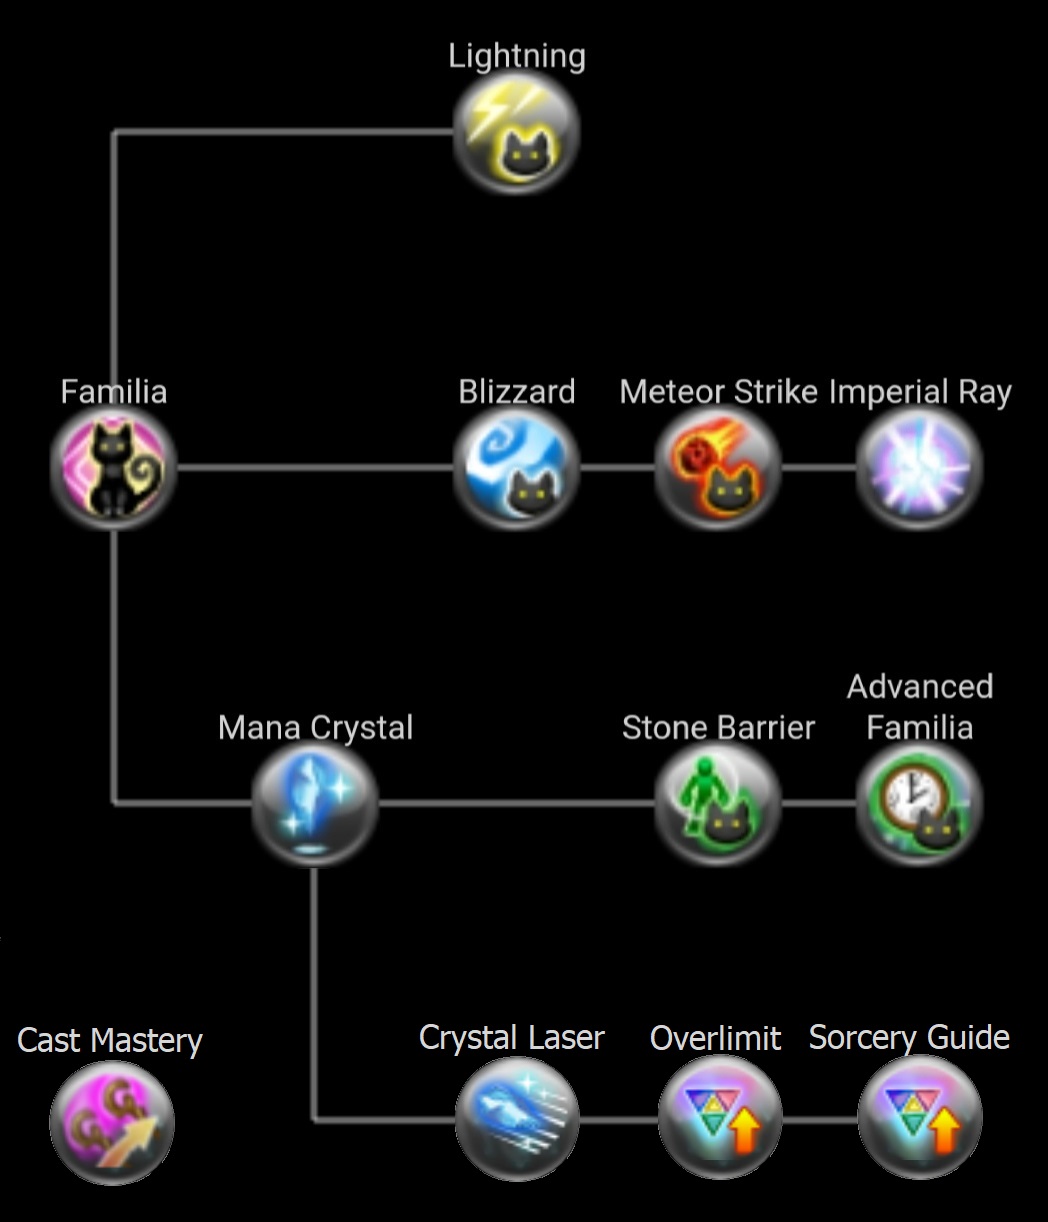 Lightning
Familia
Blizzard
Meteor Strike
Imperial Ray
Mana Crystal
Stone Barrier
Advanced
Familia
Cast Mastery
Crystal Laser
Overlimit
Sorcery Guide